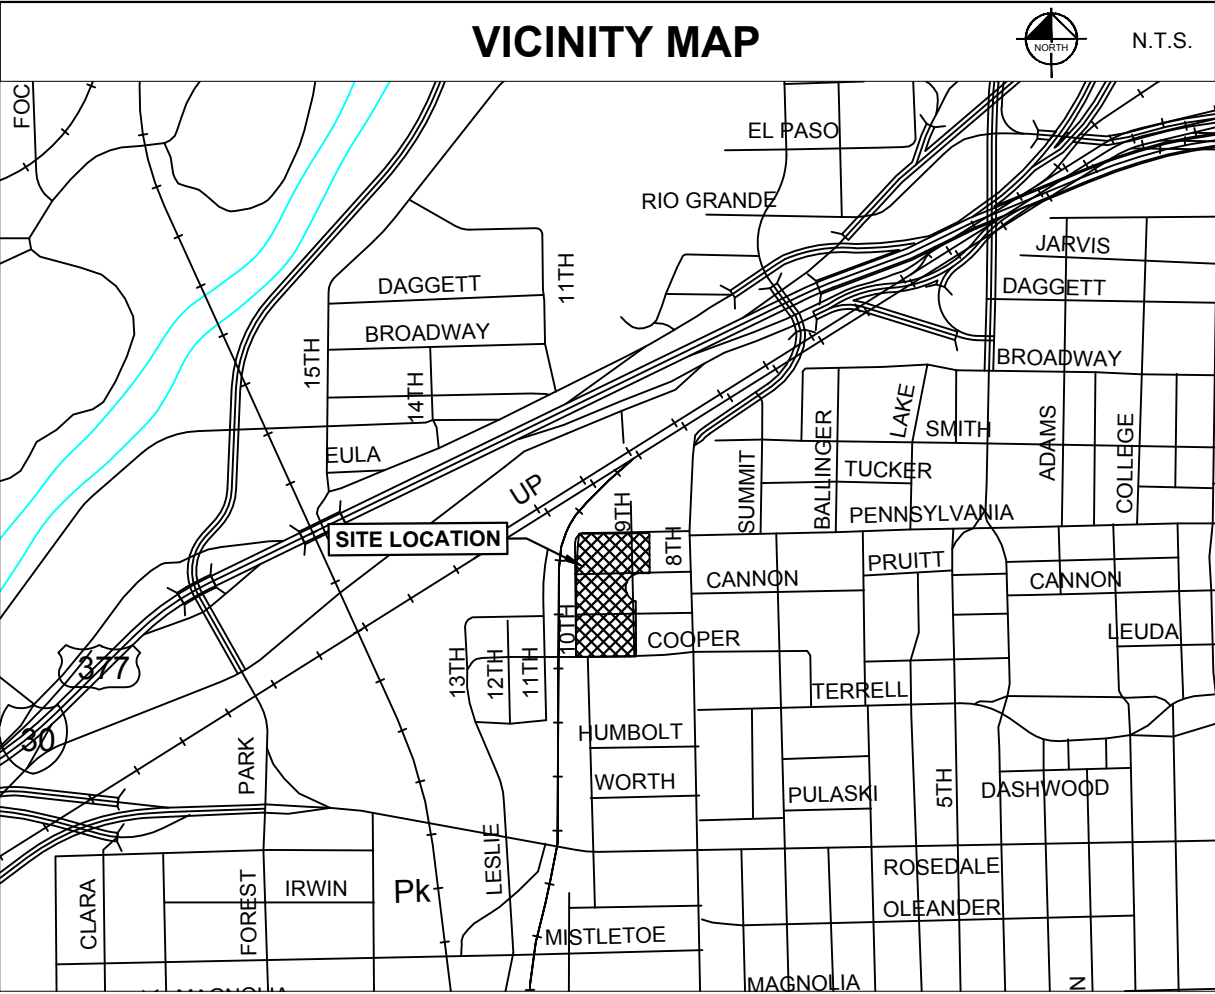 VICINITY MAP
NORTH
N.T.S.
FOC
EL PASO
RIO GRANDE
JARVIS
DAGGETT
11TH
DAGGETT
BROADWAY
BROADWAY
15TH
14TH
LAKE
SMITH
ADAMS
COLLEGE
EULA
BALLINGER
TUCKER
SUMMIT
UP
9TH
PENNSYLVANIA
SITE LOCATION
8TH
PRUITT
CANNON
CANNON
10TH
COOPER
LEUDA
377
13TH
12TH
11TH
TERRELL
30
HUMBOLT
PARK
WORTH
PULASKI
5TH
DASHWOOD
LESLIE
ROSEDALE
CLARA
FOREST
IRWIN
Pk
OLEANDER
MISTLETOE
MAGNOLIA
MAGNOLIA
N